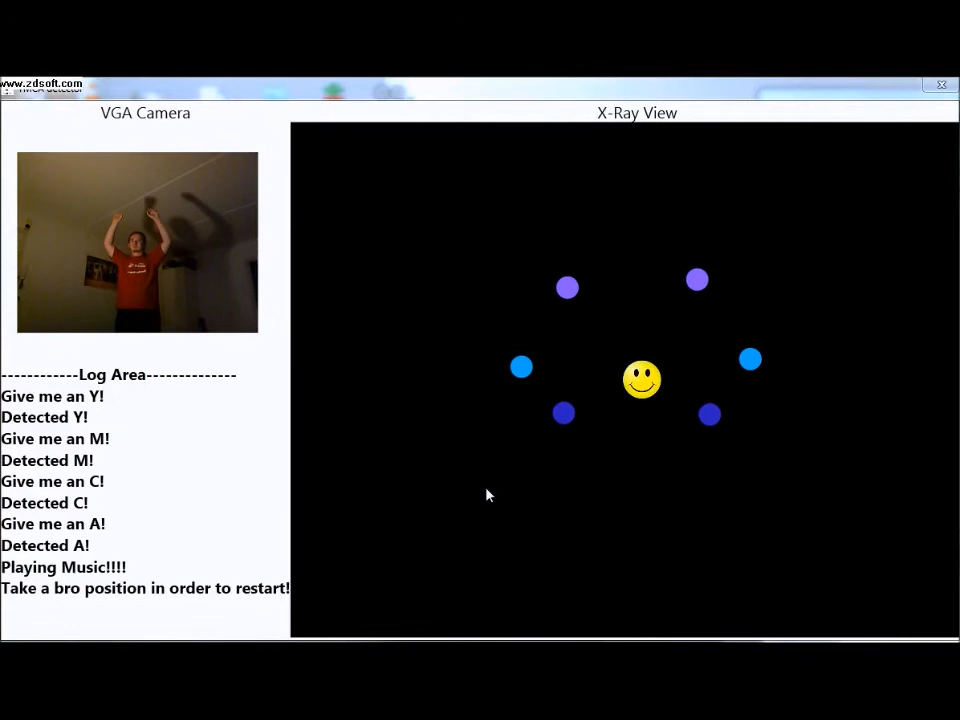 www.zdsoft.com
VGA Camera
X-Ray View
------------Log Area--------------
Give me an Y!
Detected Y!
Give me an M!
Detected M!
Give me an C!
Detected C!
Give me an A!
Detected A!
Playing Music!!!!
Take a bro position in order to restart!